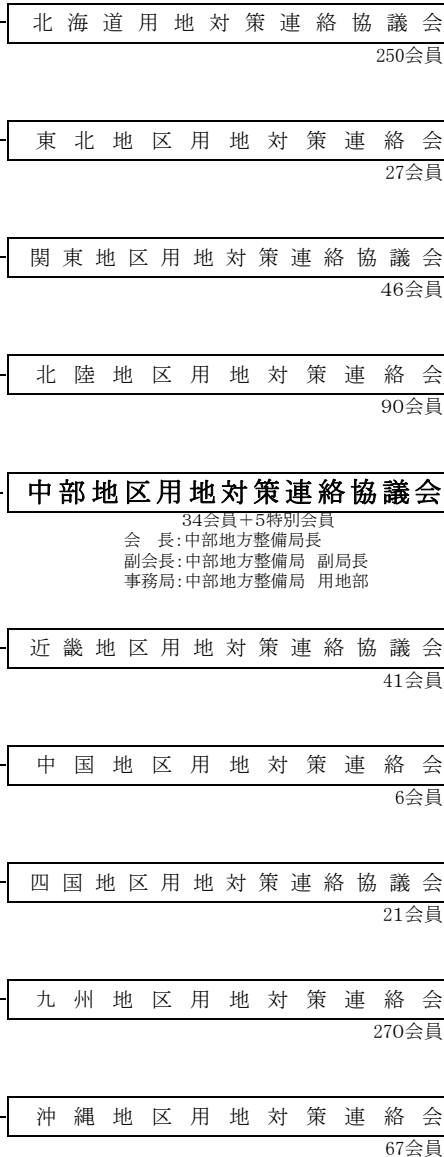 北海道用地対策連絡協議会
250会員
東北地区用地対策連絡会
27会員
関東地区用地対策連絡協議会
46会員
北陸地区用地対策連絡会
90会員
中部地区用地対策連絡協議会
34会員＋5特別会員
会　長：中部地方整備局長
副会長：中部地方整備局　副局長
事務局：中部地方整備局　用地部
近畿地区用地対策連絡協議会
41会員
中国地区用地対策連絡会
6会員
四国地区用地対策連絡協議会
21会員
九州地区用地対策連絡会
270会員
沖縄地区用地対策連絡会
67会員